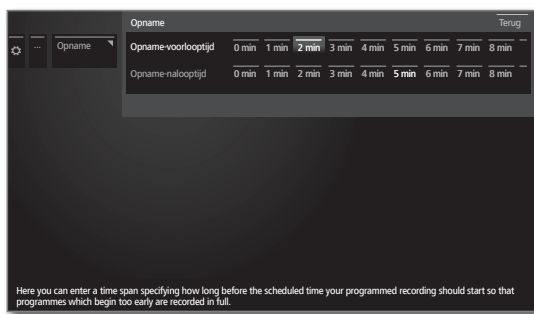 Opname Terug
... Opname
Opname-voorlooptijd 0 min 1 min 2 min 3 min 4 min 5 min 6 min 7 min 8 min
Opname-nalooptijd 0 min 1 min 2 min 3 min 4 min 5 min 6 min 7 min 8 min
Here you can enter a time span specifying how long before the scheduled time your programmed recording should start so that
programmes which begin too early are recorded in full.